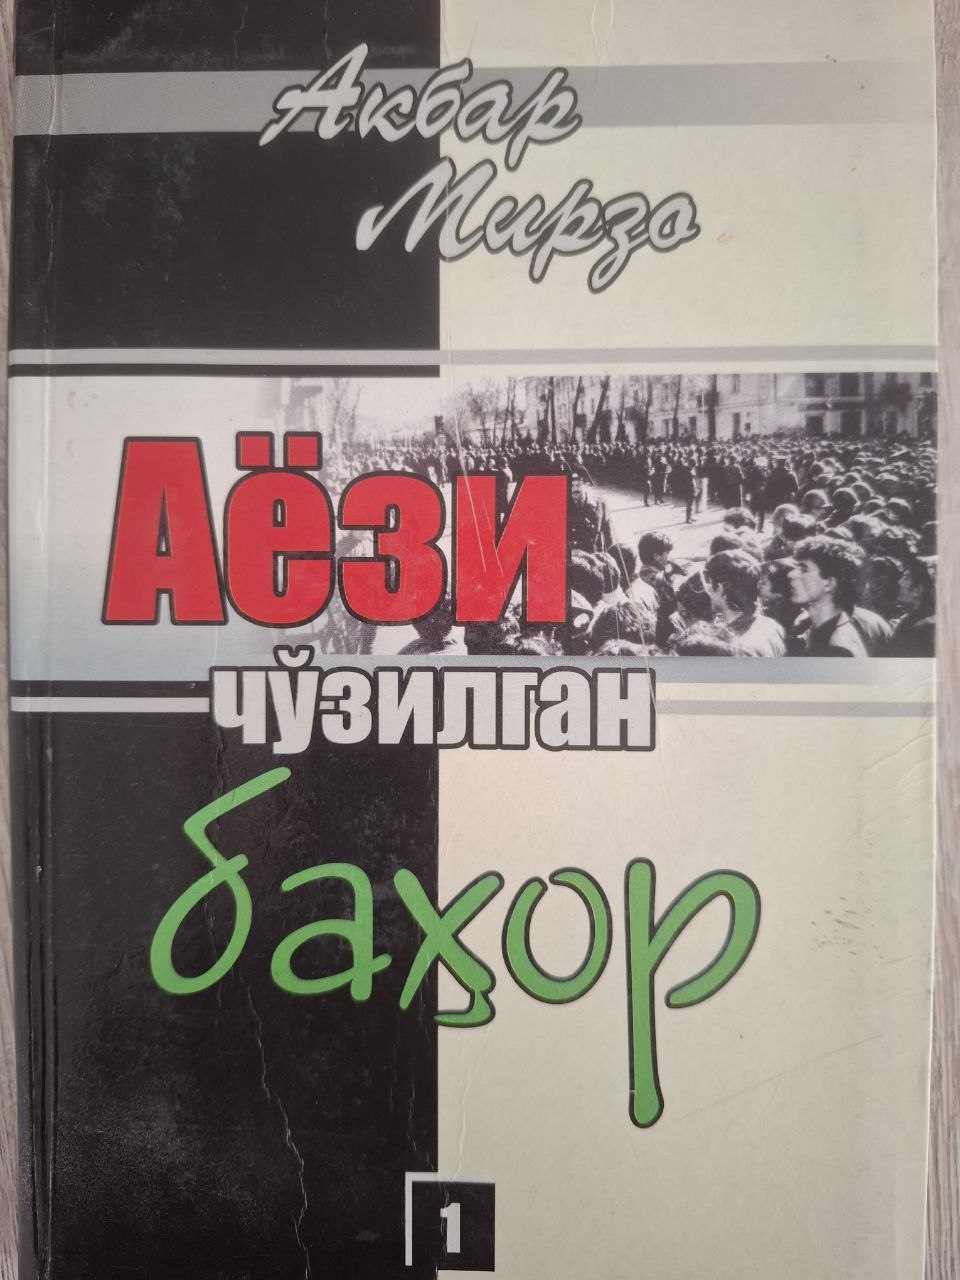 Акбар
Мирзо
Аёзи
чўзилган
баҳор
1